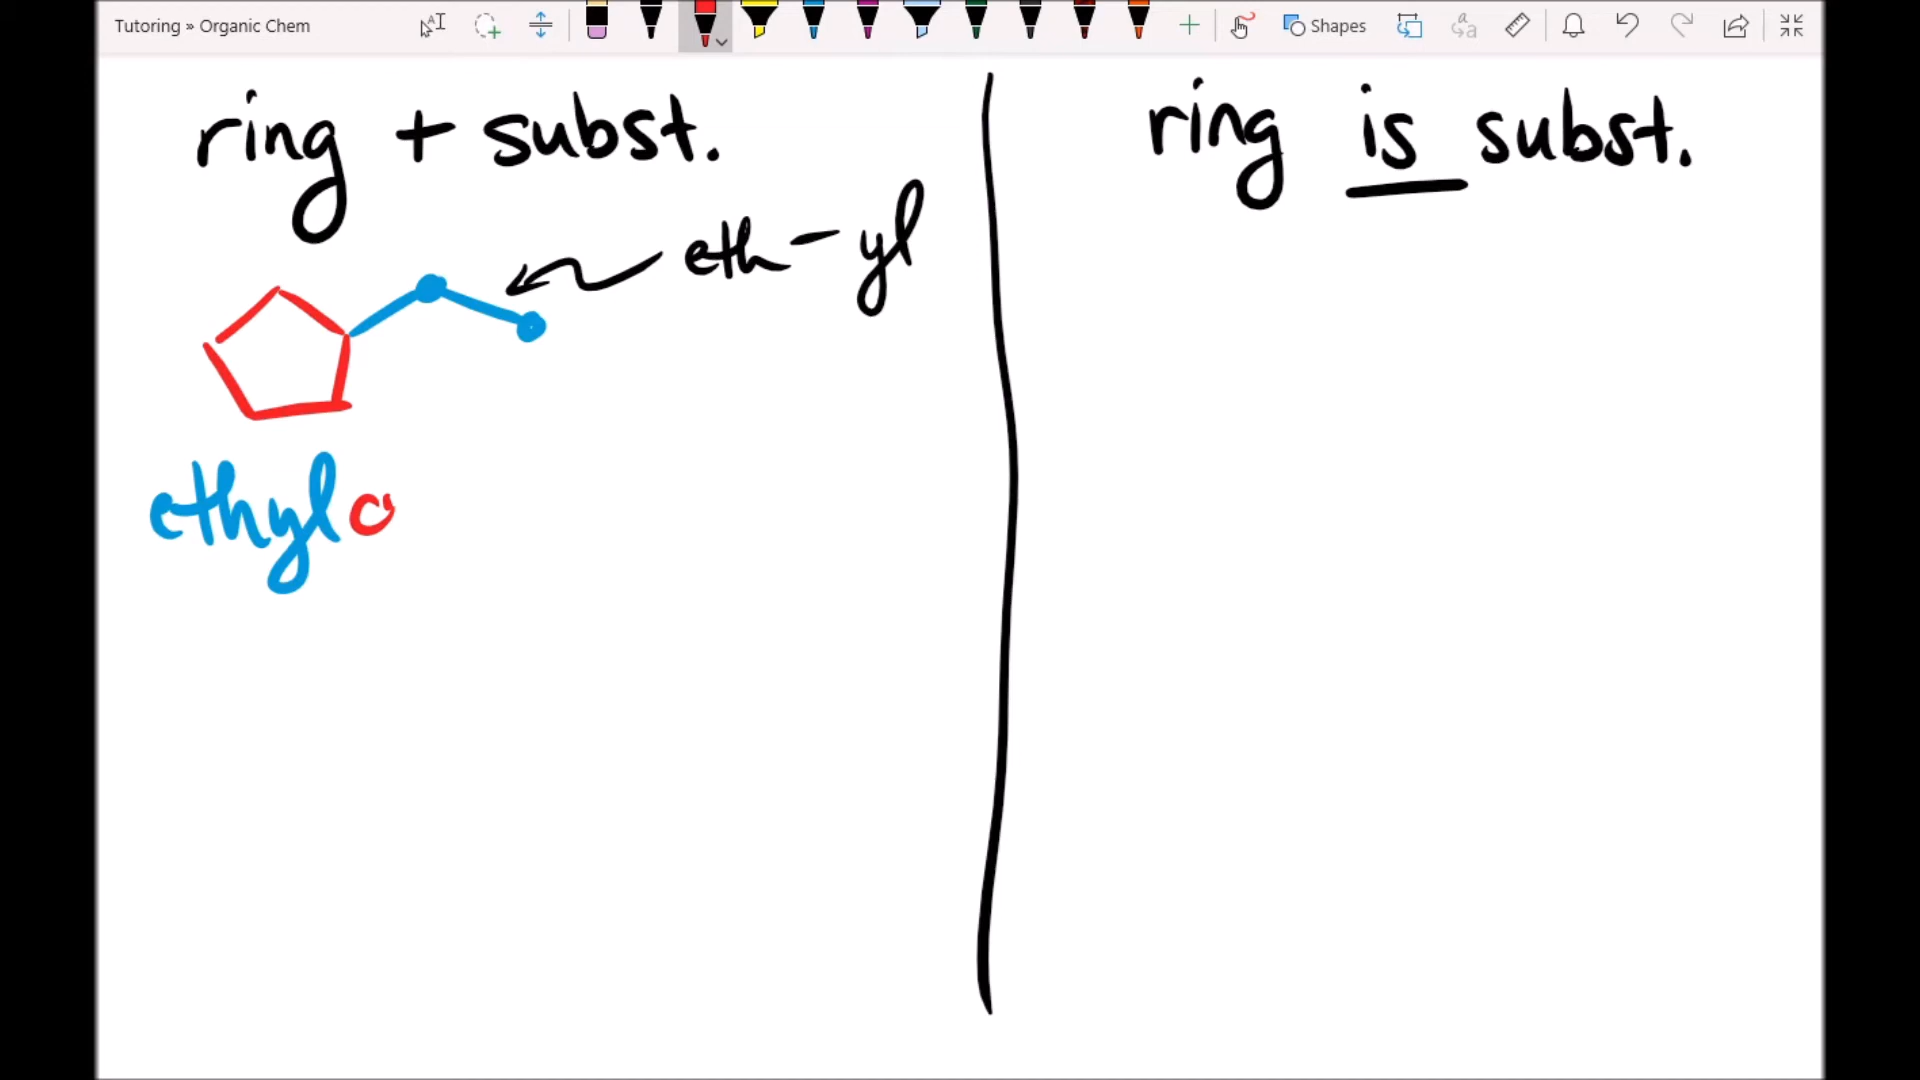 Tutoring » Organic Chem
Shapes
ring + subst.
eth-yl
ethylc
ring is subst.